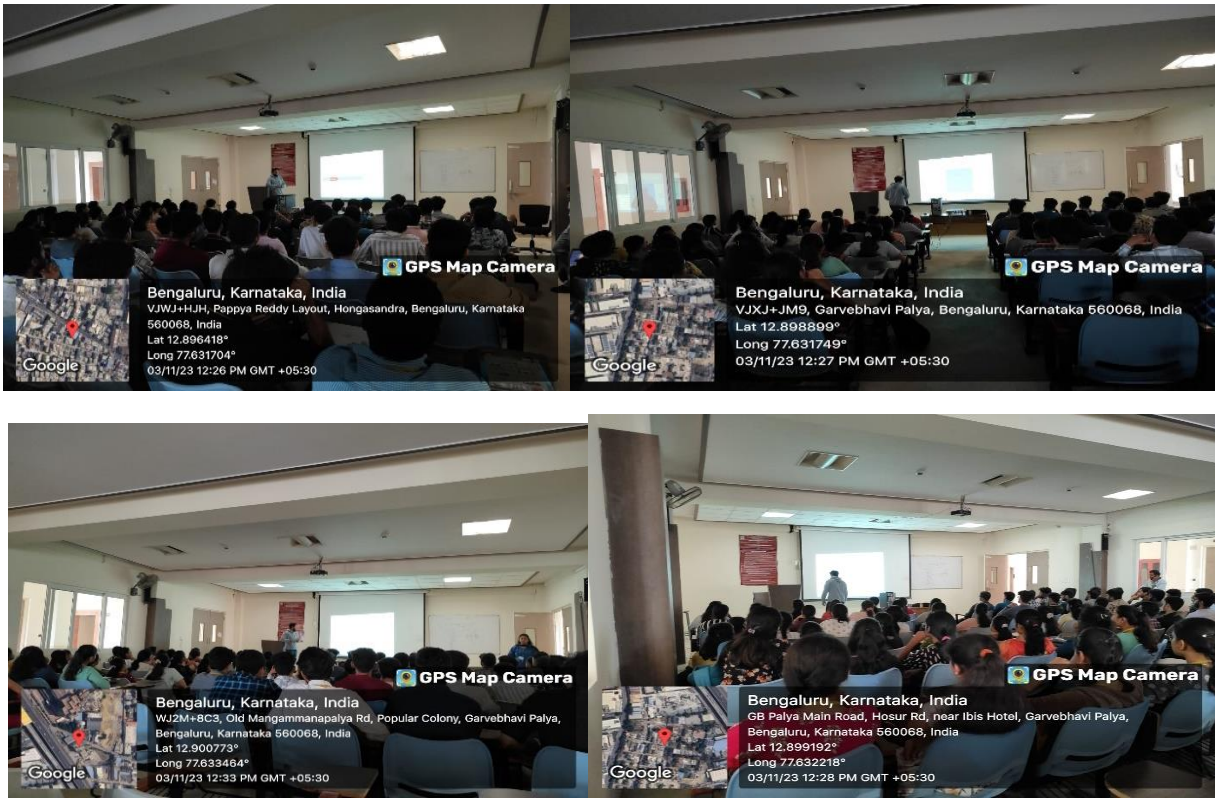 GPS Map Camera
Bengaluru, Karnataka, India
VJWJ+HJH, Pappya Reddy Layout, Hongasandra, Bengaluru, Karnataka
560068, India
Lat 12.896418°
Long 77.631704°
03/11/23 12:26 PM GMT +05:30
Google
GPS Map Camera
Bengaluru, Karnataka, India
VJXJ+JM9, Garvebhavi Palya, Bengaluru, Karnataka 560068, India
Lat 12.898899°
Long 77.631749°
03/11/23 12:27 PM GMT +05:30
Google
GPS Map Camera
Bengaluru, Karnataka, India
WJ2M+8C3, Old Mangammanapalya Rd, Popular Colony, Garvebhavi Palya,
Bengaluru, Karnataka 560068, India
Lat 12.900773°
Long 77.633464°
03/11/23 12:33 PM GMT +05:30
Google
GPS Map Camera
Bengaluru, Karnataka, India
GB Palya Main Road, Hosur Rd, near Ibis Hotel, Garvebhavi Palya,
Bengaluru, Karnataka 560068, India
Lat 12.899192°
Long 77.632218°
03/11/23 12:28 PM GMT +05:30
Google